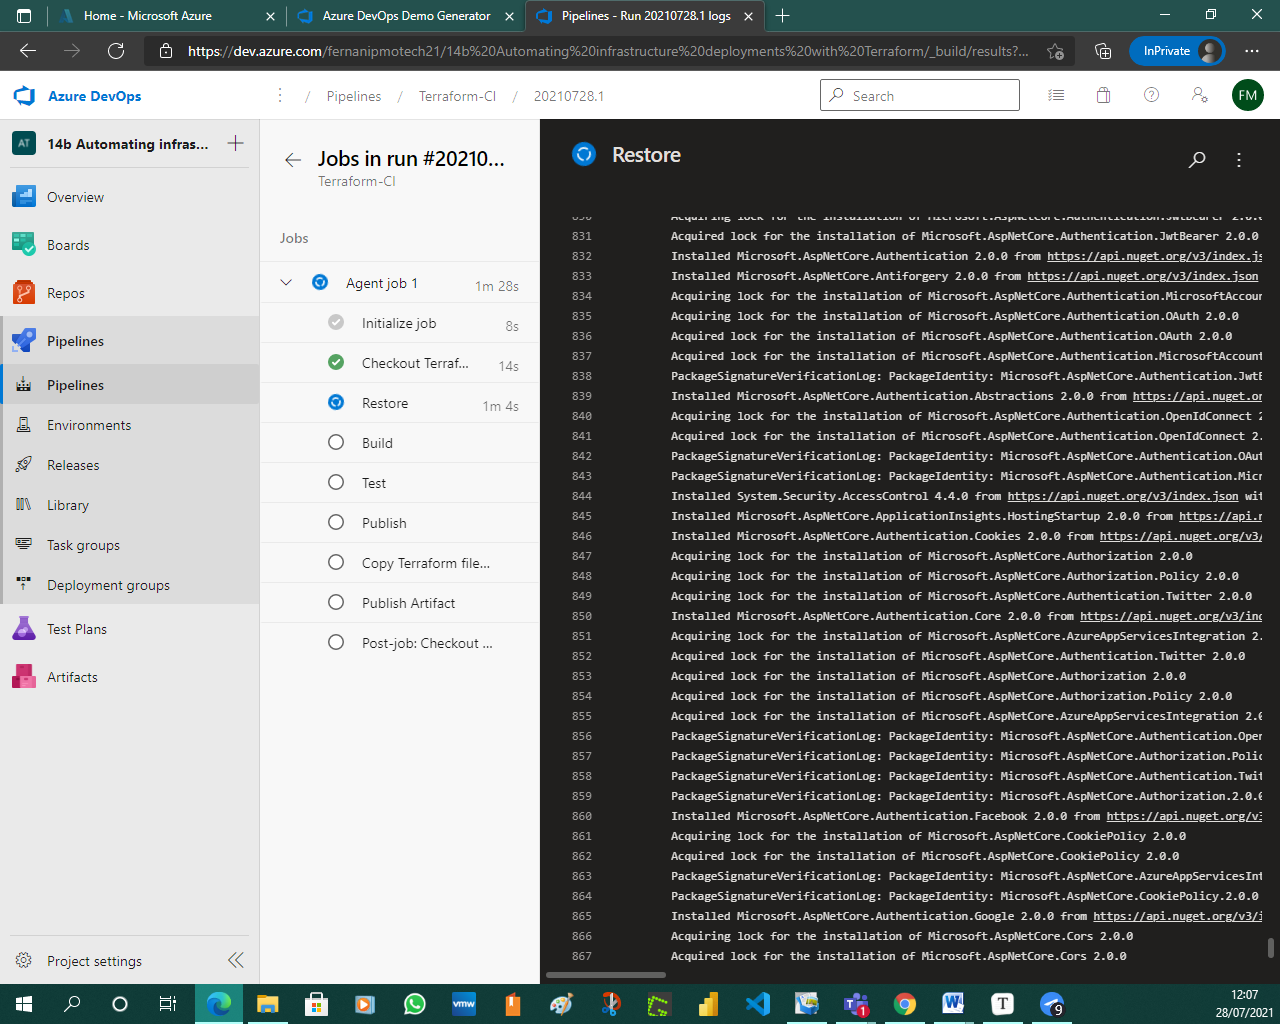 Home - Microsoft Azure
Azure DevOps Demo Generator
Pipelines - Run 20210728.1 logs
https://dev.azure.com/fernanipmotech21/14b%20Automating%20infrastructure%20deployments%20with%20Terraform/_build/results?...
InPrivate
Azure DevOps
/ Pipelines / Terraform-CI / 20210728.1
Search
FM
AT
14b Automating infras...
Overview
Boards
Repos
Pipelines
Pipelines
Environments
Releases
Library
Task groups
Deployment groups
Test Plans
Artifacts
Project settings
Jobs in run #20210...
Terraform-CI
Jobs
Agent job 1 1m 28s
Initialize job 8s
Checkout Terraf... 14s
Restore 1m 4s
Build
Test
Publish
Copy Terraform file...
Publish Artifact
Post-job: Checkout ...
Restore
830 Acquiring lock for the installation of Microsoft.AspNetCore.Authentication.JwtBearer 2.0.0
831 Acquired lock for the installation of Microsoft.AspNetCore.Authentication.JwtBearer 2.0.0
832 Installed Microsoft.AspNetCore.Authentication 2.0.0 from https://api.nuget.org/v3/index.js
833 Installed Microsoft.AspNetCore.Antiforgery 2.0.0 from https://api.nuget.org/v3/index.json
834 Acquiring lock for the installation of Microsoft.AspNetCore.Authentication.MicrosoftAccoun
835 Acquiring lock for the installation of Microsoft.AspNetCore.Authentication.OAuth 2.0.0
836 Acquired lock for the installation of Microsoft.AspNetCore.Authentication.OAuth 2.0.0
837 Acquired lock for the installation of Microsoft.AspNetCore.Authentication.MicrosoftAccount
838 PackageSignatureVerificationLog: PackageIdentity: Microsoft.AspNetCore.Authentication.JwtB
839 Installed Microsoft.AspNetCore.Authentication.Abstractions 2.0.0 from https://api.nuget.or
840 Acquiring lock for the installation of Microsoft.AspNetCore.Authentication.OpenIdConnect 2
841 Acquired lock for the installation of Microsoft.AspNetCore.Authentication.OpenIdConnect 2.
842 PackageSignatureVerificationLog: PackageIdentity: Microsoft.AspNetCore.Authentication.OAut
843 PackageSignatureVerificationLog: PackageIdentity: Microsoft.AspNetCore.Authentication.Micr
844 Installed System.Security.AccessControl 4.4.0 from https://api.nuget.org/v3/index.json wit
845 Installed Microsoft.AspNetCore.ApplicationInsights.HostingStartup 2.0.0 from https://api.n
846 Installed Microsoft.AspNetCore.Authentication.Cookies 2.0.0 from https://api.nuget.org/v3/
847 Acquiring lock for the installation of Microsoft.AspNetCore.Authorization 2.0.0
848 Acquiring lock for the installation of Microsoft.AspNetCore.Authorization.Policy 2.0.0
849 Acquiring lock for the installation of Microsoft.AspNetCore.Authentication.Twitter 2.0.0
850 Installed Microsoft.AspNetCore.Authentication.Core 2.0.0 from https://api.nuget.org/v3/ind
851 Acquiring lock for the installation of Microsoft.AspNetCore.AzureAppServicesIntegration 2.
852 Acquired lock for the installation of Microsoft.AspNetCore.Authentication.Twitter 2.0.0
853 Acquired lock for the installation of Microsoft.AspNetCore.Authorization 2.0.0
854 Acquired lock for the installation of Microsoft.AspNetCore.Authorization.Policy 2.0.0
855 Acquired lock for the installation of Microsoft.AspNetCore.AzureAppServicesIntegration 2.0
856 PackageSignatureVerificationLog: PackageIdentity: Microsoft.AspNetCore.Authentication.Open
857 PackageSignatureVerificationLog: PackageIdentity: Microsoft.AspNetCore.Authorization.Polic
858 PackageSignatureVerificationLog: PackageIdentity: Microsoft.AspNetCore.Authentication.Twit
859 PackageSignatureVerificationLog: PackageIdentity: Microsoft.AspNetCore.Authorization.2.0.0
860 Installed Microsoft.AspNetCore.Authentication.Facebook 2.0.0 from https://api.nuget.org/v3
861 Acquiring lock for the installation of Microsoft.AspNetCore.CookiePolicy 2.0.0
862 Acquired lock for the installation of Microsoft.AspNetCore.CookiePolicy 2.0.0
863 PackageSignatureVerificationLog: PackageIdentity: Microsoft.AspNetCore.AzureAppServicesInt
864 PackageSignatureVerificationLog: PackageIdentity: Microsoft.AspNetCore.CookiePolicy.2.0.0
865 Installed Microsoft.AspNetCore.Authentication.Google 2.0.0 from https://api.nuget.org/v3/i
866 Acquiring lock for the installation of Microsoft.AspNetCore.Cors 2.0.0
867 Acquired lock for the installation of Microsoft.AspNetCore.Cors 2.0.0
vmw
1
W
T
9
12:07
28/07/2021